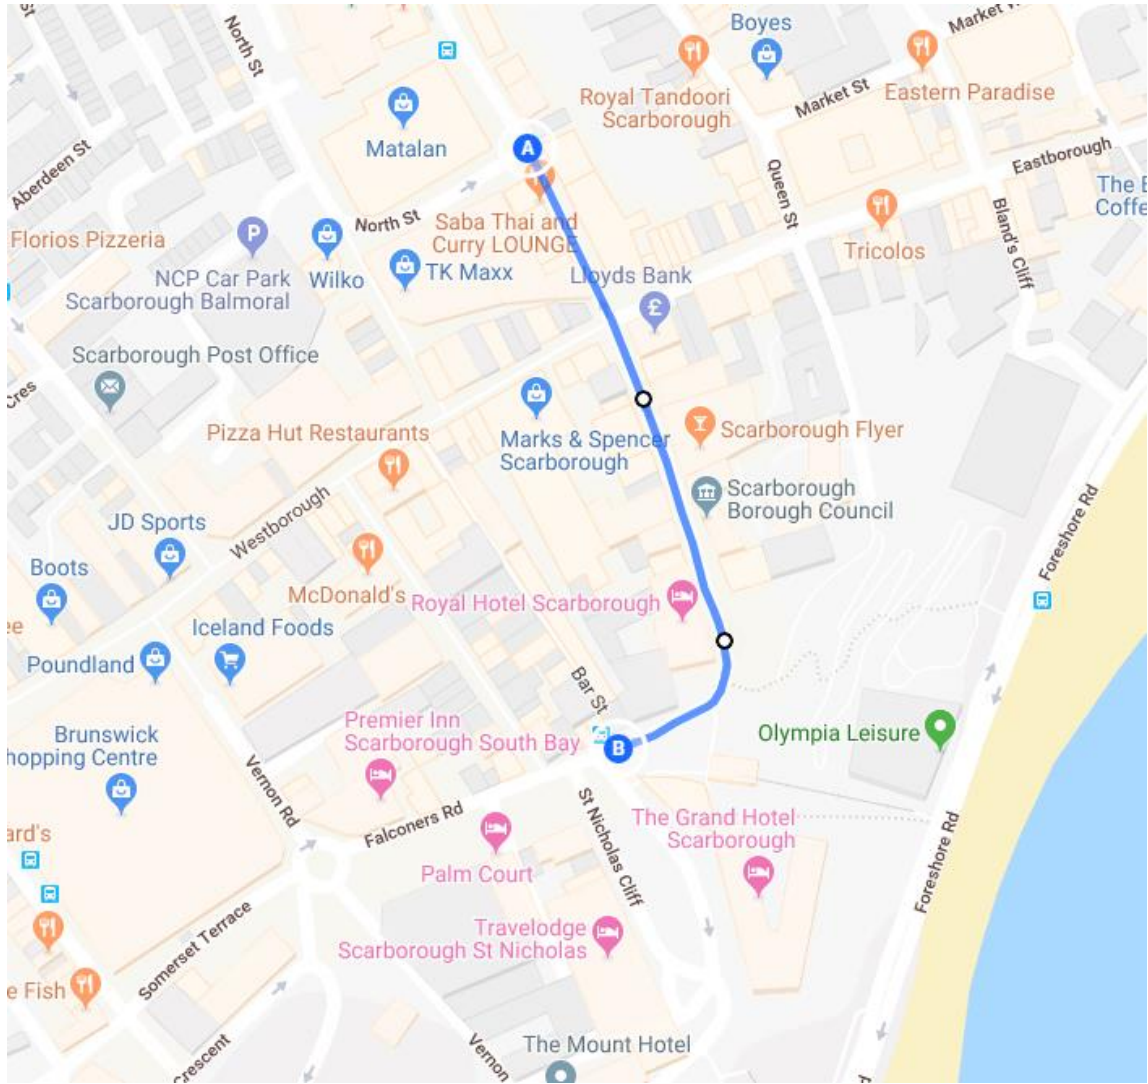 St
North St
Boyes
Market W
Royal Tandoori
Scarborough
Market St
Eastern Paradise
Matalan
A
Aberdeen St
Queen St
Eastborough
North St
Saba Thai and
Curry LOUNGE
The B
Coffe
Florios Pizzeria
P
NCP Car Park
Scarborough Balmoral
Wilko
TK Maxx
Lloyds Bank
£
Tricolos
Bland's Cliff
Scarborough Post Office
Cres
Marks & Spencer
Scarborough
Scarborough Flyer
Pizza Hut Restaurants
Scarborough
Borough Council
Westborough
JD Sports
Boots
McDonald's
Royal Hotel Scarborough
Foreshore Rd
ee
Iceland Foods
Poundland
Bar St
Premier Inn
Scarborough South Bay
B
Olympia Leisure
Brunswick
hopping Centre
Vernon Rd
Falconers Rd
St Nicholas Cliff
The Grand Hotel
Scarborough
ard's
Palm Court
Foreshore Rd
Travelodge
Scarborough St Nicholas
Somerset Terrace
e Fish
Crescent
Vernon
The Mount Hotel